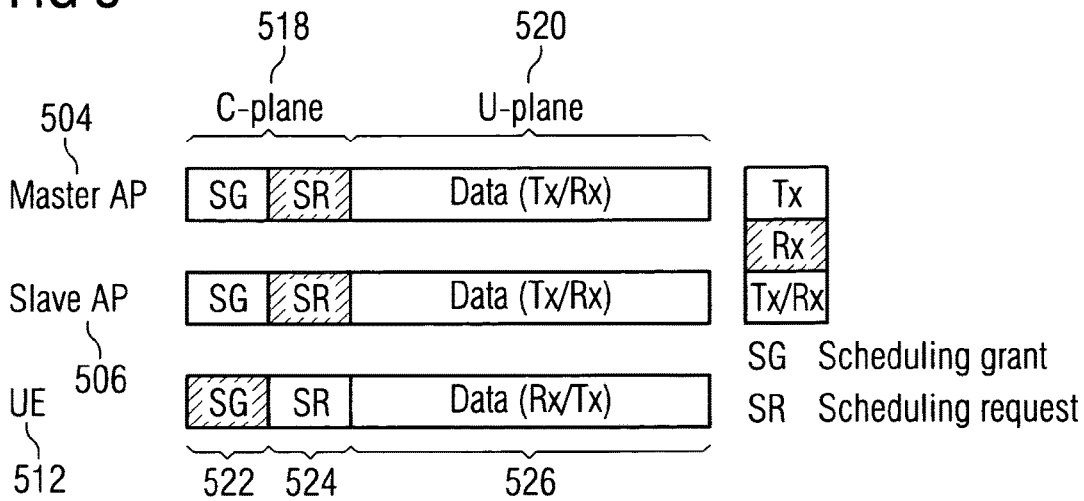 518
520
504
C-plane
U-plane
Master AP
SG
SR
Data (Tx/Rx)
Tx
Rx
Tx/Rx
Slave AP
SG
SR
Data (Tx/Rx)
506
SG Scheduling grant
SR Scheduling request
UE
SG
SR
Data (Rx/Tx)
512
522
524
526